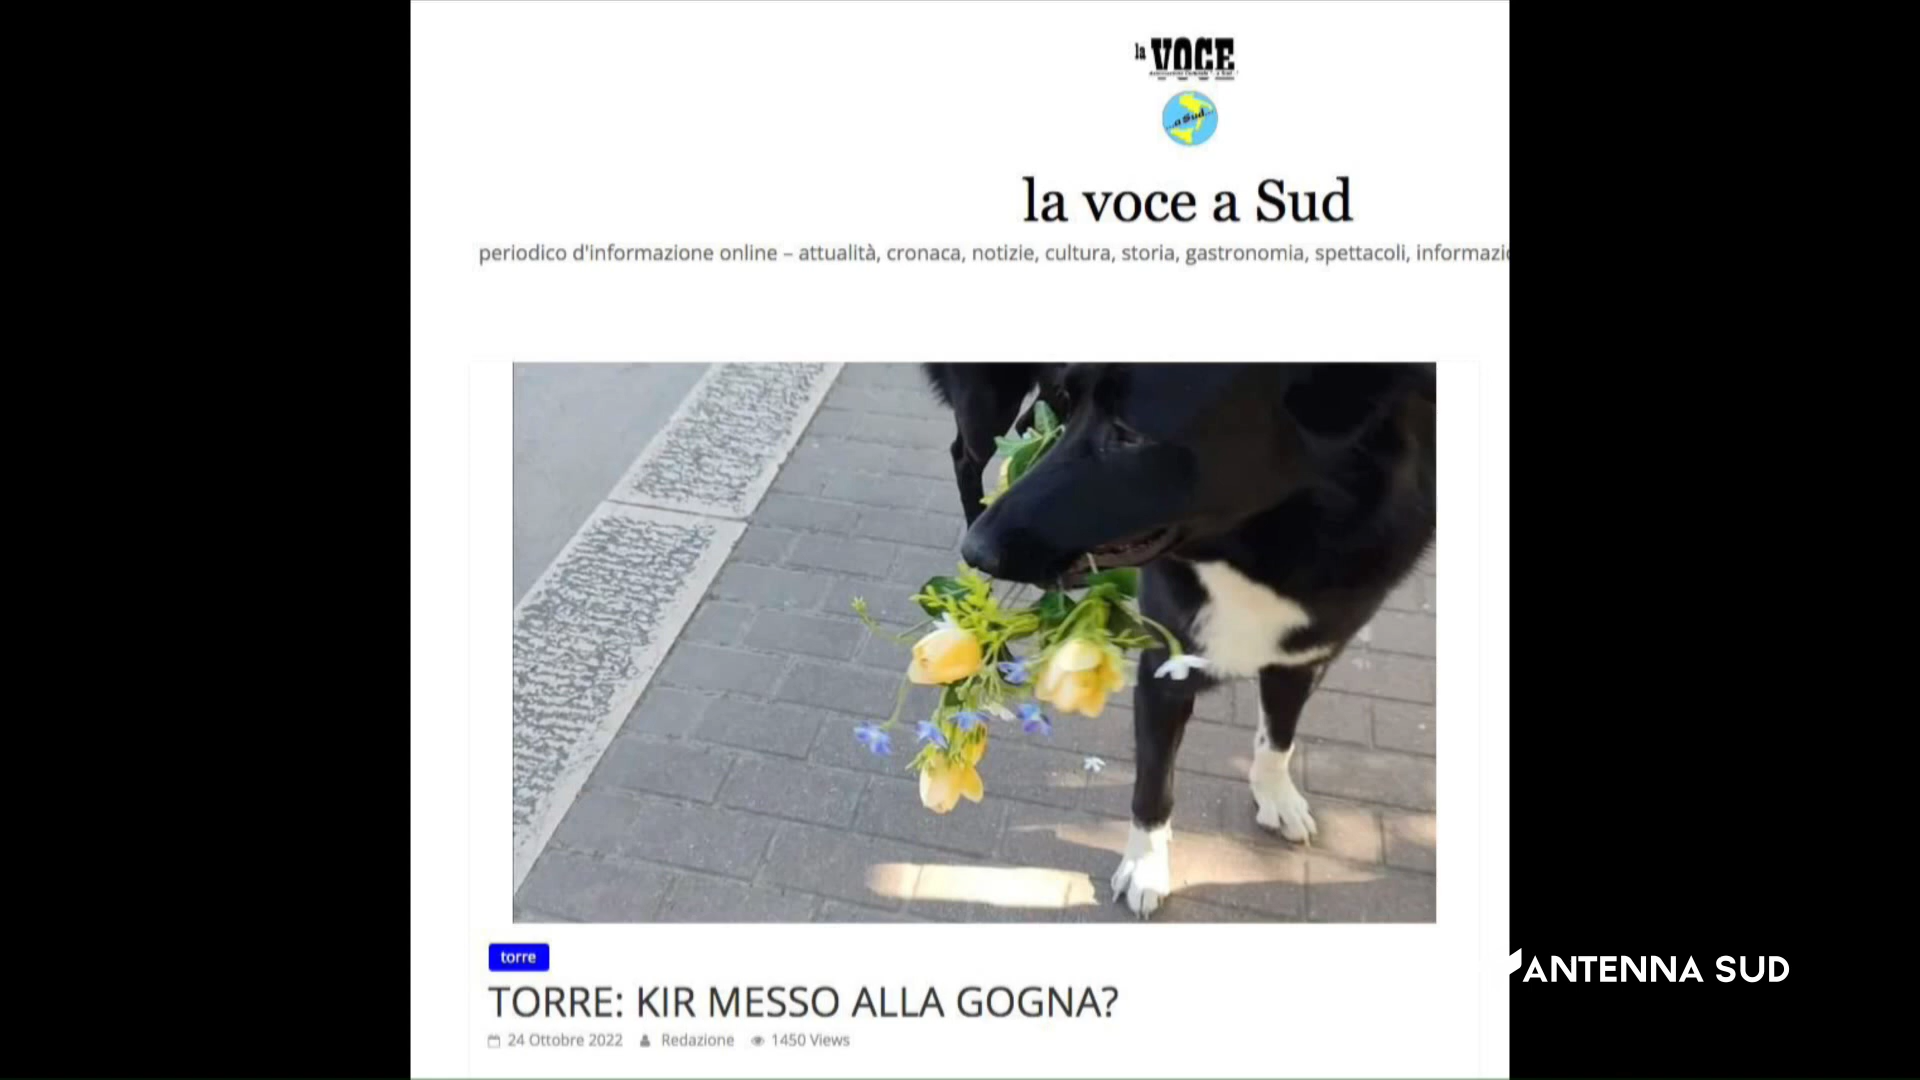 la VOCE
...a Sud...
la voce a Sud
periodico d'informazione online – attualità, cronaca, notizie, cultura, storia, gastronomia, spettacoli,
torre
TORRE: KIR MESSO ALLA GOGNA?
24 Ottobre 2022 Redazione 1450 Views
ANTENNA SUD